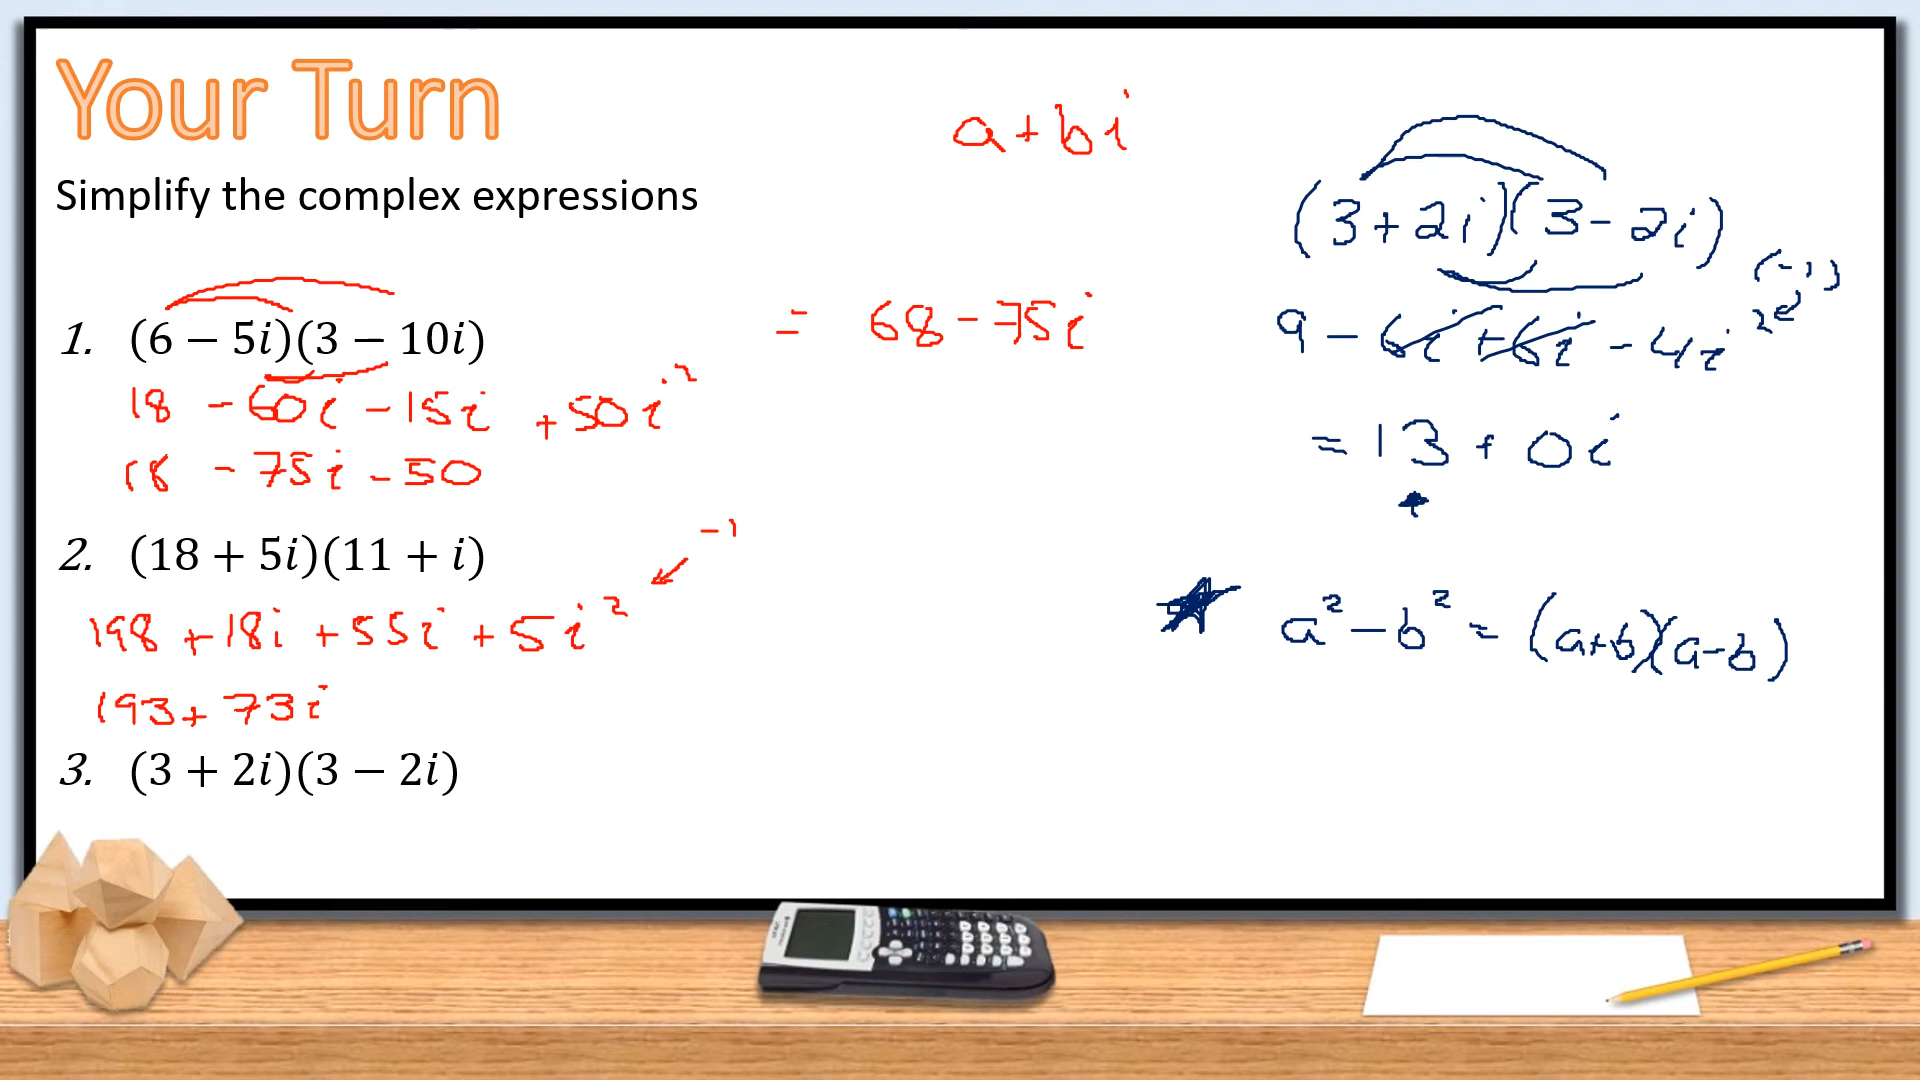 Your Turn
Simplify the complex expressions
a + bi
1. (6 − 5i)(3 − 10i)
18 - 60i - 15i + 50i²
18 - 75i - 50
= 68 - 75i
2. (18 + 5i)(11 + i)
-1
198 + 18i + 55i + 5i²
193 + 73i
3. (3 + 2i)(3 − 2i)
(3 + 2i)(3 - 2i)
(-1)
9 - 6i + 6i - 4i²
= 13 + 0i
a² - b² = (a+b)(a-b)